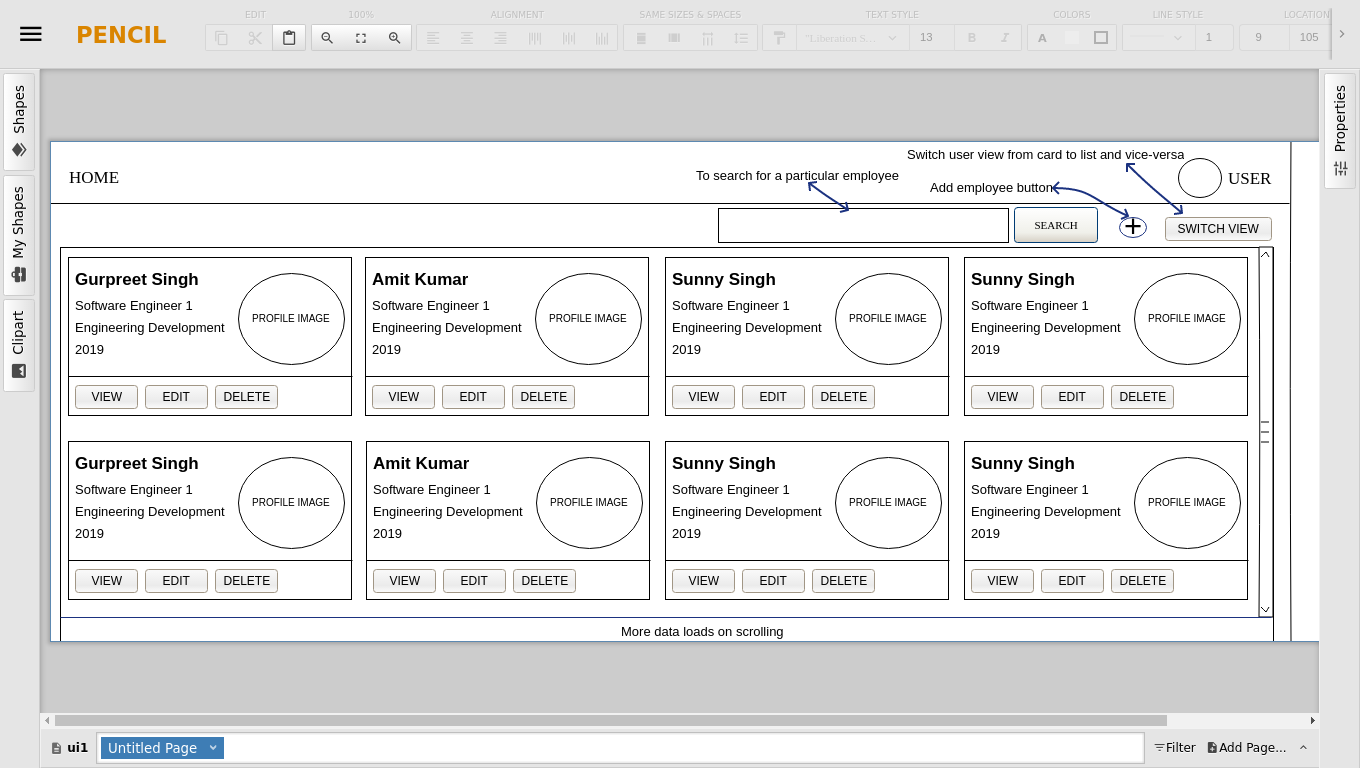 EDIT 100% ALIGNMENT SAME SIZES & SPACES TEXT STYLE COLORS LINE STYLE LOCATION
PENCIL
"Liberation S... 13 B I A 1 9 105
Shapes
My Shapes
Clipart
Properties
Switch user view from card to list and vice-versa
HOME
To search for a particular employee
Add employee button
USER
SEARCH
SWITCH VIEW
Gurpreet Singh
Software Engineer 1
Engineering Development
2019
PROFILE IMAGE
VIEW EDIT DELETE
Amit Kumar
Software Engineer 1
Engineering Development
2019
PROFILE IMAGE
VIEW EDIT DELETE
Sunny Singh
Software Engineer 1
Engineering Development
2019
PROFILE IMAGE
VIEW EDIT DELETE
Sunny Singh
Software Engineer 1
Engineering Development
2019
PROFILE IMAGE
VIEW EDIT DELETE
Gurpreet Singh
Software Engineer 1
Engineering Development
2019
PROFILE IMAGE
VIEW EDIT DELETE
Amit Kumar
Software Engineer 1
Engineering Development
2019
PROFILE IMAGE
VIEW EDIT DELETE
Sunny Singh
Software Engineer 1
Engineering Development
2019
PROFILE IMAGE
VIEW EDIT DELETE
Sunny Singh
Software Engineer 1
Engineering Development
2019
PROFILE IMAGE
VIEW EDIT DELETE
More data loads on scrolling
ui1 Untitled Page Filter Add Page...